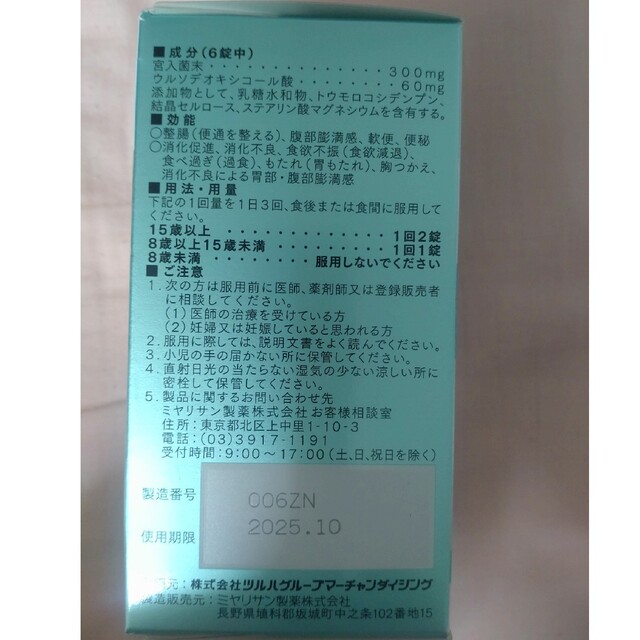 ■成分(6錠中)
宮入菌末・・・・・・・・・・・・・・・300mg
ウルソデオキシコール酸・・・・・・・60mg
添加物として、乳糖水和物、トウモロコシデンプン、
結晶セルロース、ステアリン酸マグネシウムを含有する。
■効能
○整腸(便通を整える)、腹部膨満感、軟便、便秘
○消化促進、消化不良、食欲不振(食欲減退)、
食べ過ぎ(過食)、もたれ(胃もたれ)、胸つかえ、
消化不良による胃部・腹部膨満感
■用法・用量
下記の1回量を1日3回、食後または食間に服用して
ください。
15歳以上・・・・・・・・・・・・・・1回2錠
8歳以上15歳未満・・・・・・・・・1回1錠
8歳未満・・・・・・・・服用しないでください
■ご注意
1.次の方は服用前に医師、薬剤師又は登録販売者
に相談してください。
(1)医師の治療を受けている方
(2)妊婦又は妊娠していると思われる方
2.服用に際しては、説明文書をよく読んでください。
3.小児の手の届かない所に保管してください。
4.直射日光の当たらない湿気の少ない涼しい所に
密栓して保管してください。
5.製品に関するお問い合わせ先
ミヤリサン製薬株式会社 お客様相談室
住所:東京都北区上中里1-10-3
電話:(03)3917-1191
受付時間:9:00〜17:00(土、日、祝日を除く)
製造番号 006ZN
使用期限 2025.10
元:株式会社ツルハグループマーチャンダイジング
製造販売元:ミヤリサン製薬株式会社
長野県埴科郡坂城町中之条102番地15